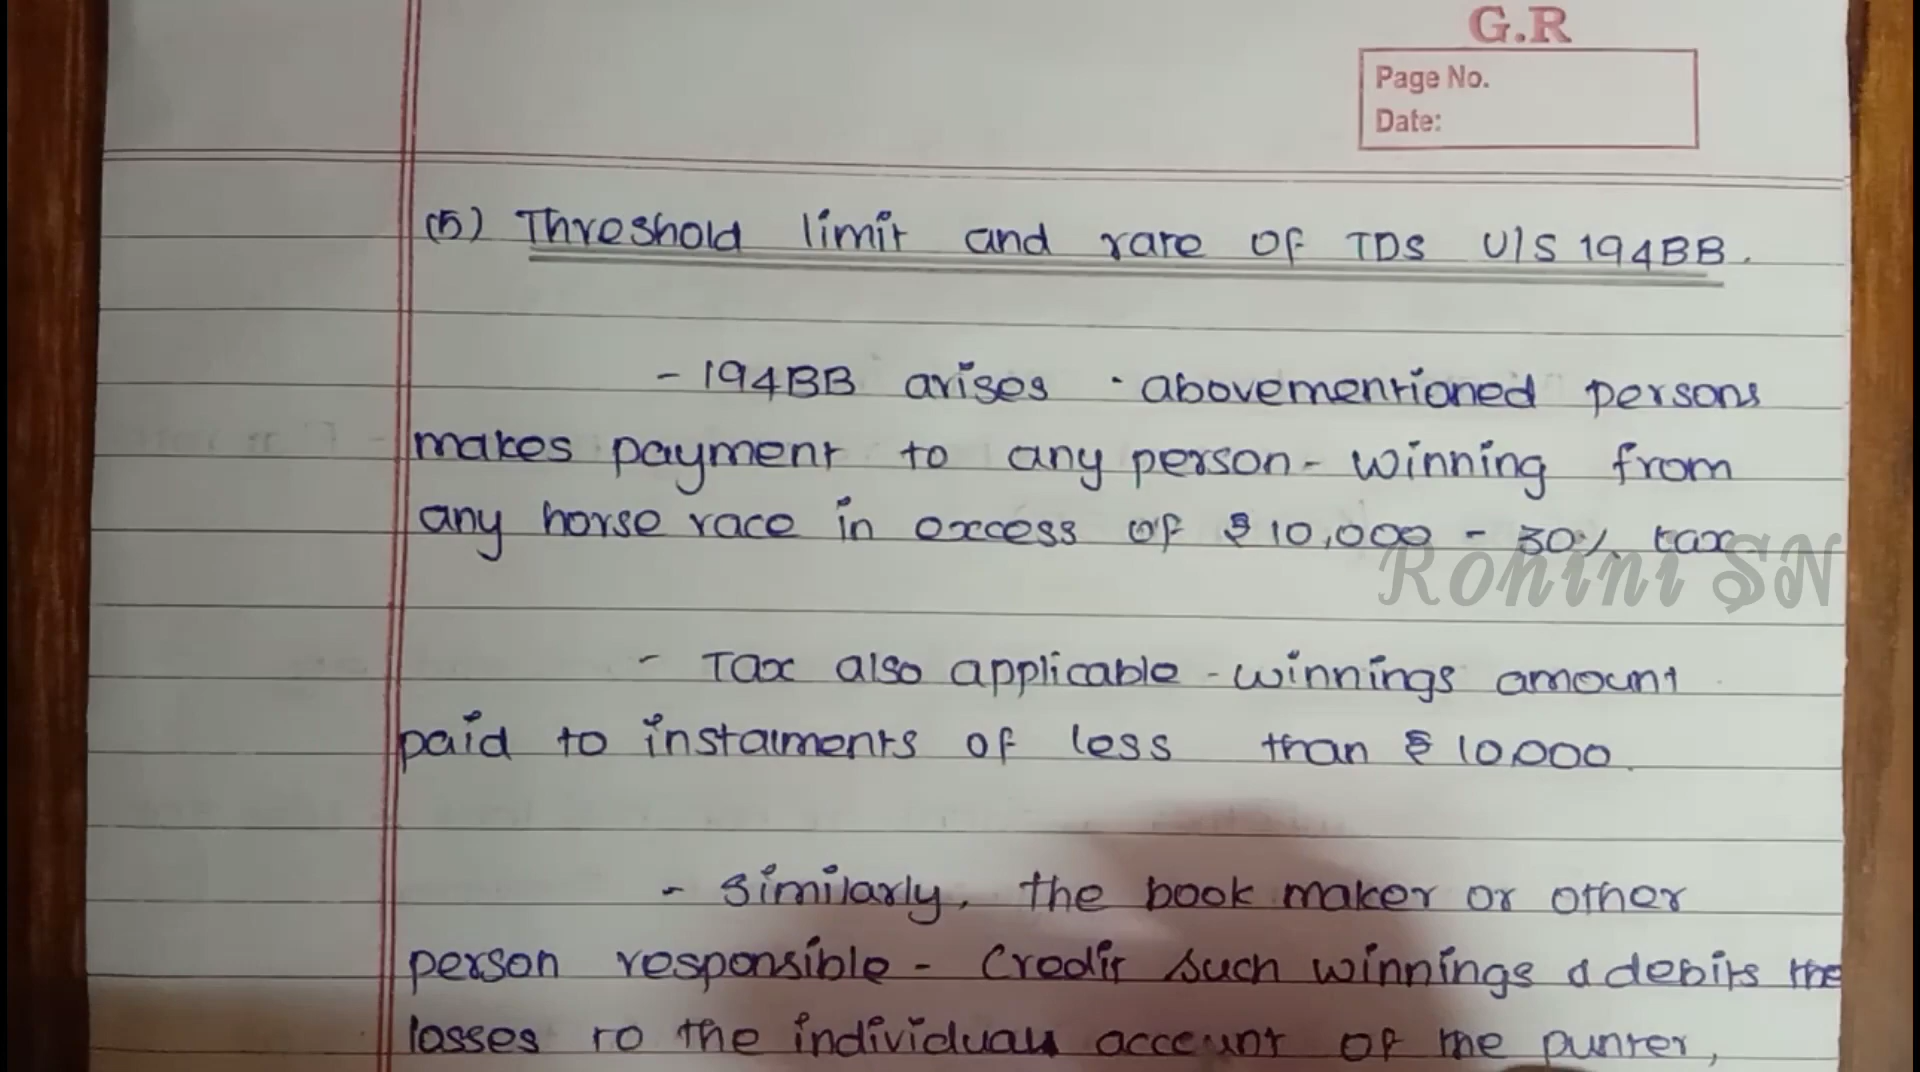 G.R
Page No.
Date:
(5) Threshold limit and rate of TDS U/S 194BB.
- 194BB arises - abovementioned persons
makes payment to any person - winning from
any horse race in excess of ₹ 10,000 - 30% tax
Rohini SN
- Tax also applicable - winnings amount
paid to instalments of less than ₹ 10,000.
- Similarly, the book maker or other
person responsible - Credit such winnings & debits the
losses to the individual account of the punter,